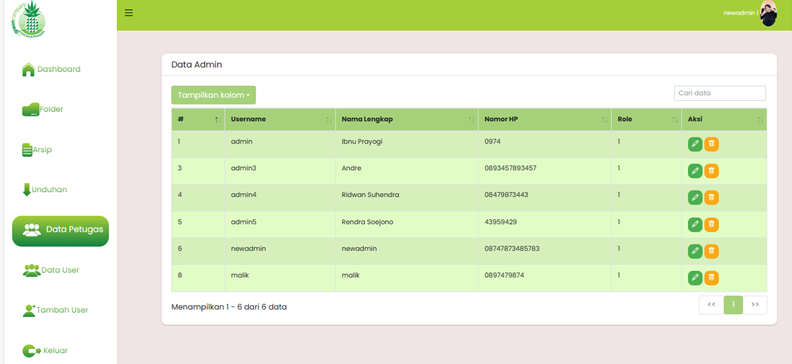 newadmin |
Dashboard
Folder
Arsip
Unduhan
Data Petugas
Data User
Tambah User
Keluar
Data Admin
Tampilkan kolom
Cari data
# Username Nama Lengkap Nomor HP Role Aksi
1 admin Ibnu Prayogi 0974 1
3 admin3 Andre 0893457893457 1
4 admin4 Ridwan Suhendra 08479873443 1
5 admin5 Rendra Soejono 43959429 1
6 newadmin newadmin 08747873485783 1
8 malik malik 0897479874 1
Menampilkan 1 - 6 dari 6 data
<< 1 >>